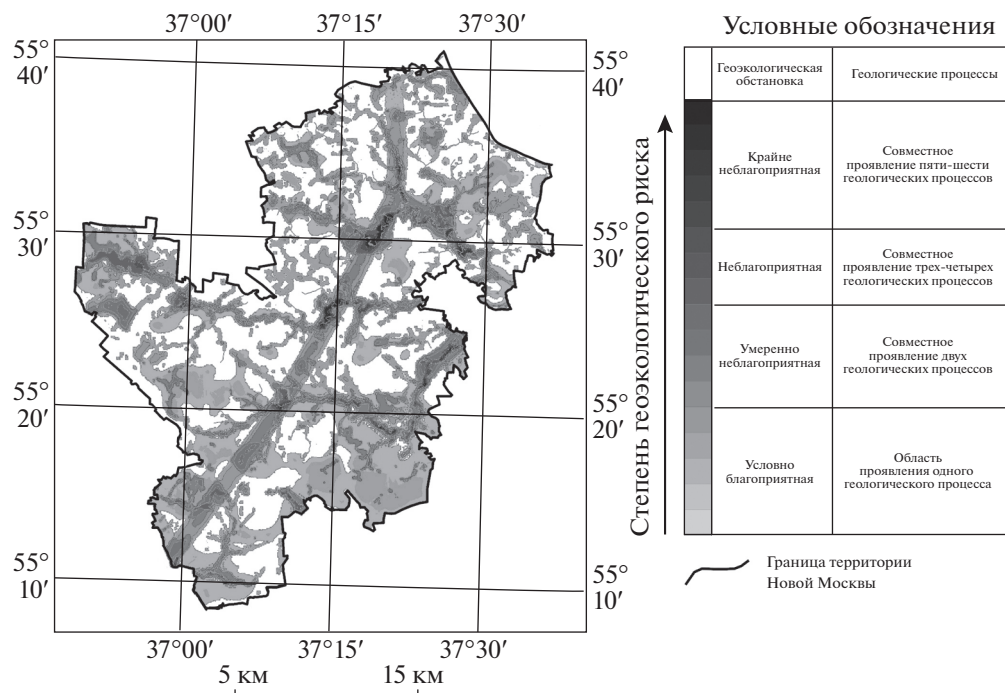 37°00′ 37°15′ 37°30′
55°
40′
55°
40′
55°
30′
55°
30′
55°
20′
55°
20′
55°
10′
55°
10′
37°00′ 37°15′ 37°30′
5 км 15 км
Условные обозначения
Степень геоэкологического риска
Геоэкологическая
обстановка
Геологические процессы
Крайне
неблагоприятная
Совместное
проявление пяти-шести
геологических процессов
Неблагоприятная
Совместное
проявление трех-четырех
геологических процессов
Умеренно
неблагоприятная
Совместное
проявление двух
геологических процессов
Условно
благоприятная
Область
проявления одного
геологического процесса
Граница территории
Новой Москвы